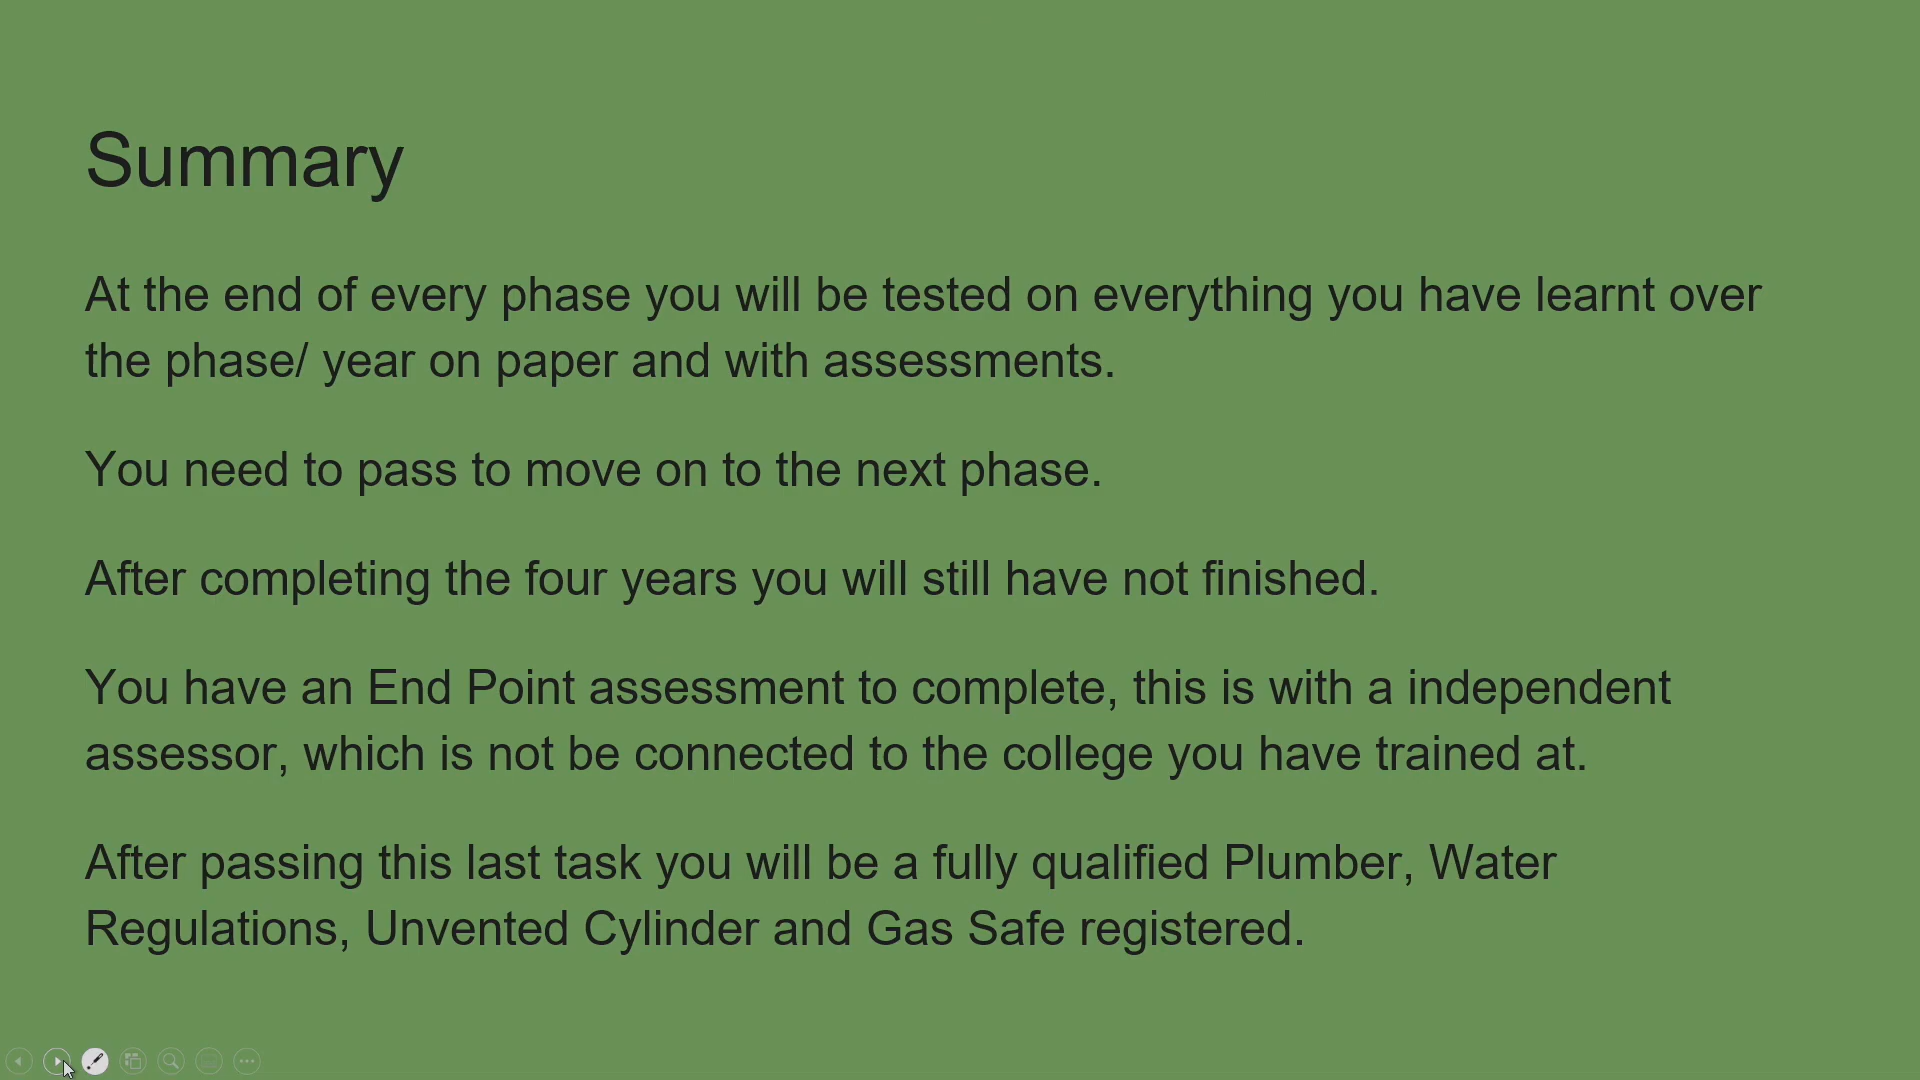 Summary
At the end of every phase you will be tested on everything you have learnt over
the phase/ year on paper and with assessments.
You need to pass to move on to the next phase.
After completing the four years you will still have not finished.
You have an End Point assessment to complete, this is with a independent
assessor, which is not be connected to the college you have trained at.
After passing this last task you will be a fully qualified Plumber, Water
Regulations, Unvented Cylinder and Gas Safe registered.